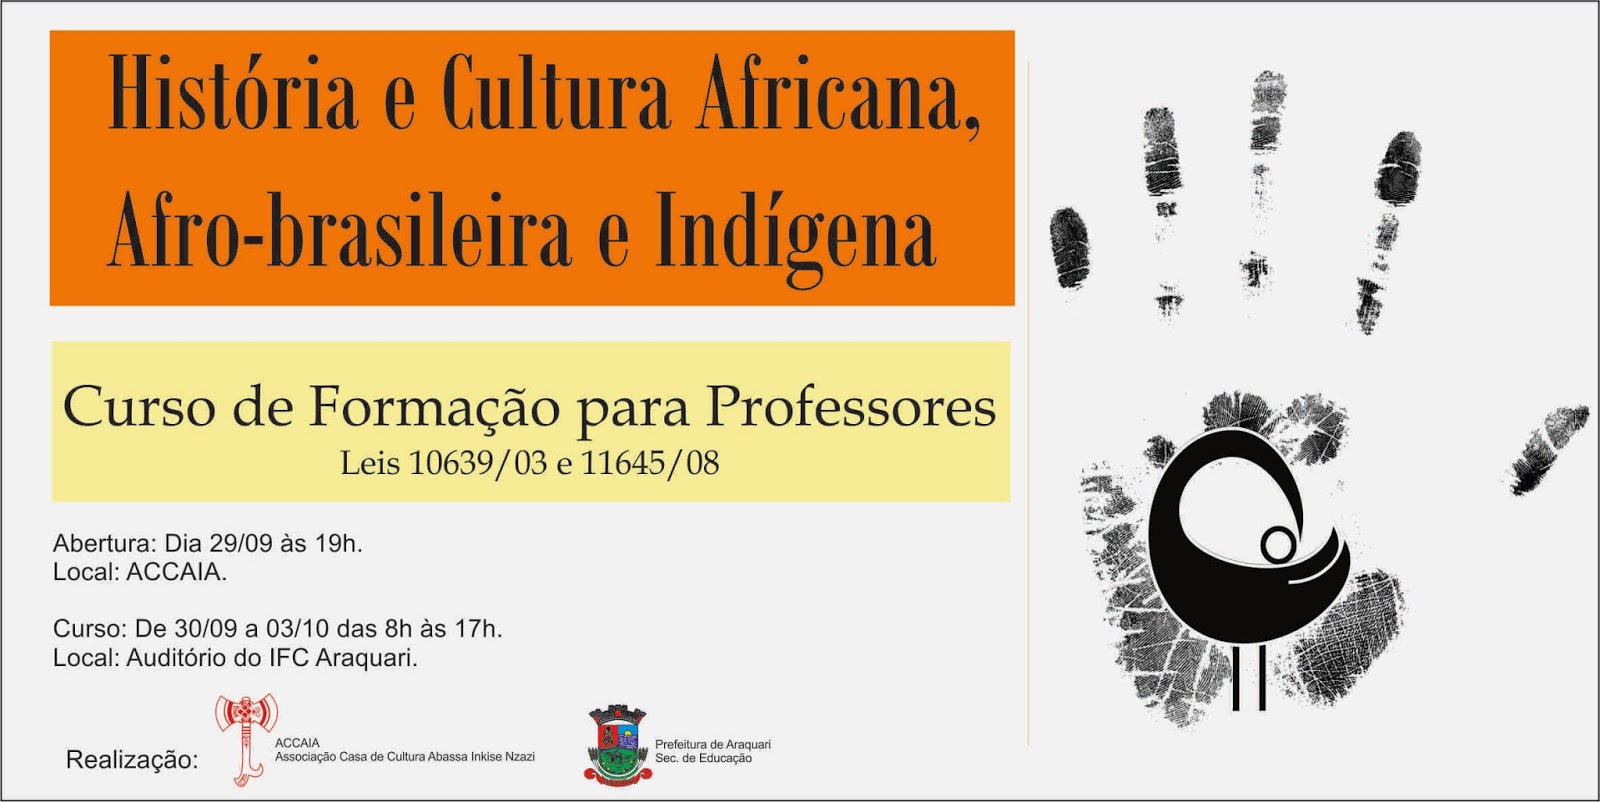 História e Cultura Africana,
Afro-brasileira e Indígena
Curso de Formação para Professores
Leis 10639/03 e 11645/08
Abertura: Dia 29/09 às 19h.
Local: ACCAIA.
Curso: De 30/09 a 03/10 das 8h às 17h.
Local: Auditório do IFC Araquari.
Realização:
ACCAIA
Associação Casa de Cultura Abassa Inkise Nzazi
Prefeitura de Araquari
Sec. de Educação